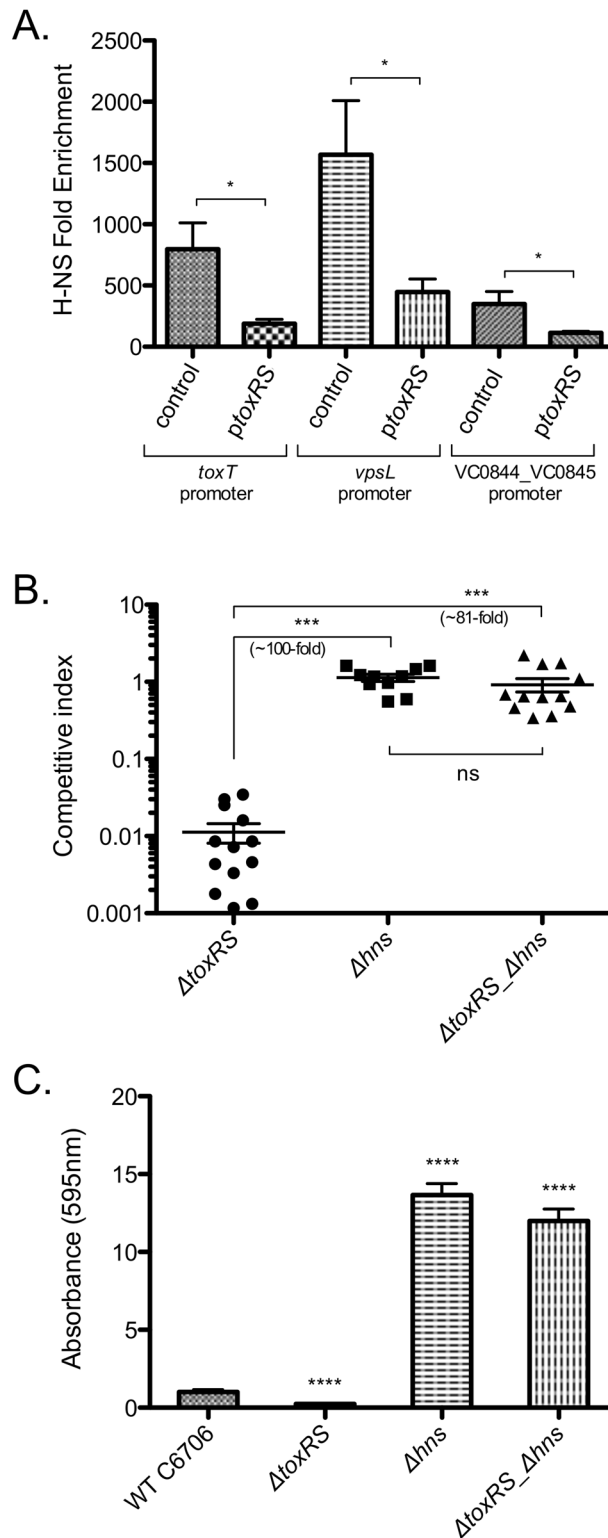 A.
H-NS Fold Enrichment
2500
2000
1500
1000
500
0
*
*
*
control
ptoxRS
control
ptoxRS
control
ptoxRS
toxT
promoter
vpsL
promoter
VC0844_VC0845
promoter
B.
Competitive index
10
1
0.1
0.01
0.001
***
(~100-fold)
***
(~81-fold)
ns
ΔtoxRS
Δhns
ΔtoxRS_Δhns
C.
Absorbance (595nm)
20
15
10
5
0
****
****
****
WT C6706
ΔtoxRS
Δhns
ΔtoxRS_Δhns